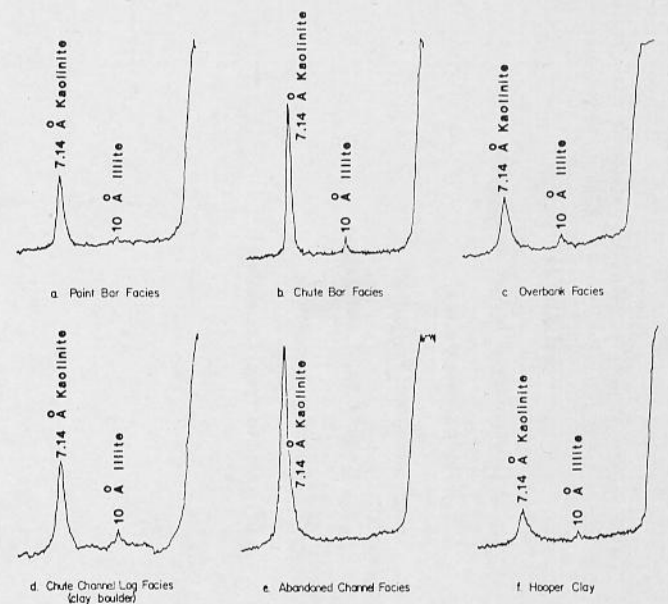 7.14 Å Kaolinite
10 Å Illite
a. Point Bar Facies
7.14 Å Kaolinite
10 Å Illite
b. Chute Bar Facies
7.14 Å Kaolinite
10 Å Illite
c Overbank Facies
7.14 Å Kaolinite
10 Å Illite
d. Chute Channel Log Facies
(clay boulder)
7.14 Å Kaolinite
e. Abandoned Channel Facies
7.14 Å Kaolinite
10 Å Illite
f. Hooper Clay